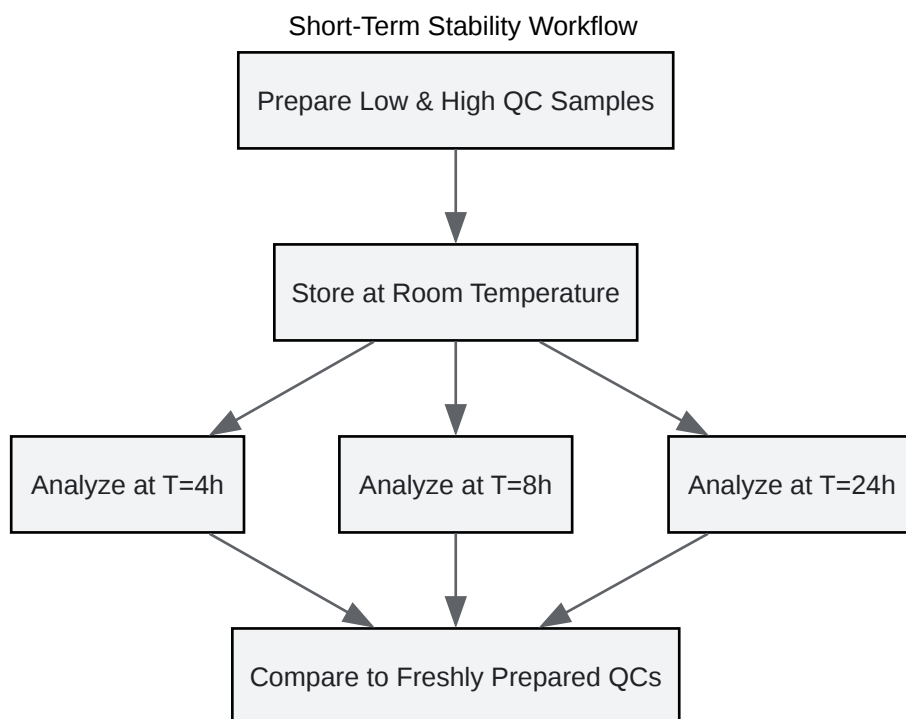 Short-Term Stability Workflow
Prepare Low & High QC Samples
Store at Room Temperature
Analyze at T=4h
Analyze at T=8h
Analyze at T=24h
Compare to Freshly Prepared QCs